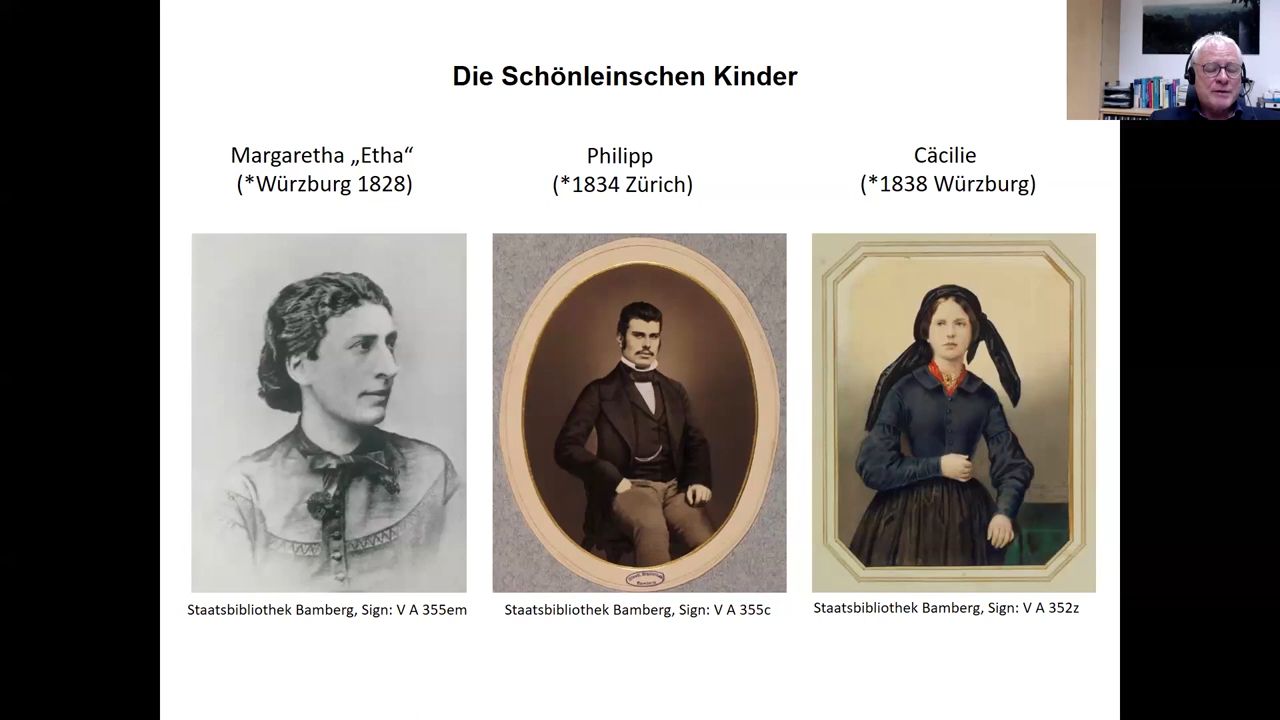 Die Schönleinschen Kinder
Margaretha „Etha“
(*Würzburg 1828)
Philipp
(*1834 Zürich)
Cäcilie
(*1838 Würzburg)
Staatsbibliothek Bamberg, Sign: V A 355em
Staatsbibliothek Bamberg, Sign: V A 355c
Staatsbibliothek Bamberg, Sign: V A 352z